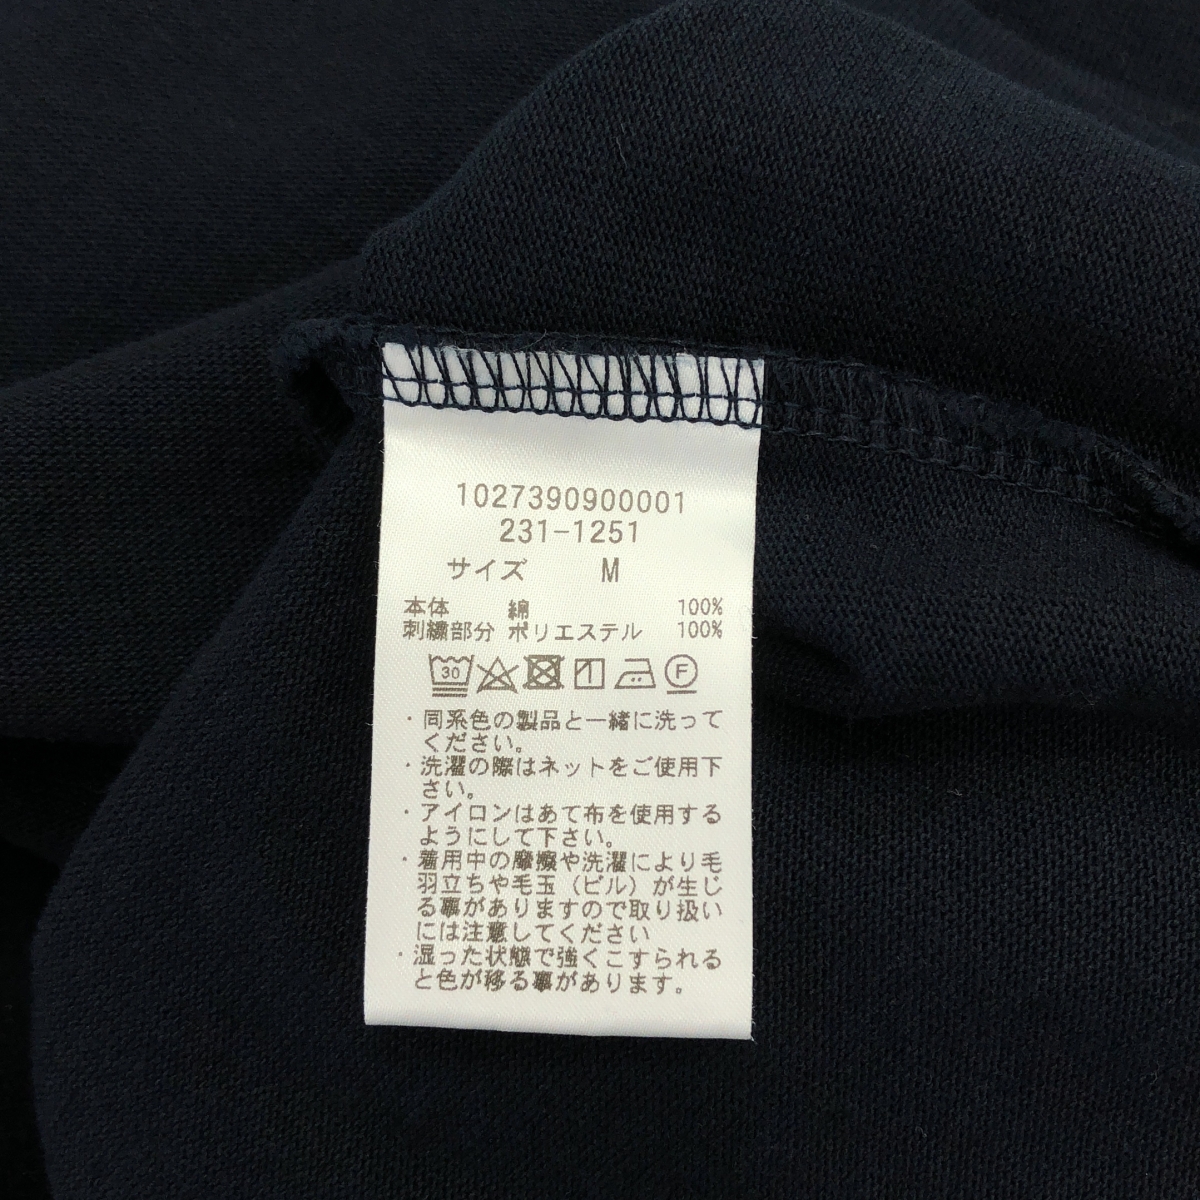 1027390900001
231-1251
サイズ M
本体 綿 100%
刺繍部分 ポリエステル 100%
30 F
・同系色の製品と一緒に洗って
ください。
・洗濯の際はネットをご使用下
さい。
・アイロンはあて布を使用する
ようにして下さい。
・着用中の摩擦や洗濯により毛
羽立ちや毛玉（ピル）が生じ
る事がありますので取り扱い
には注意してください
・湿った状態で強くこすられる
と色が移る事があります。